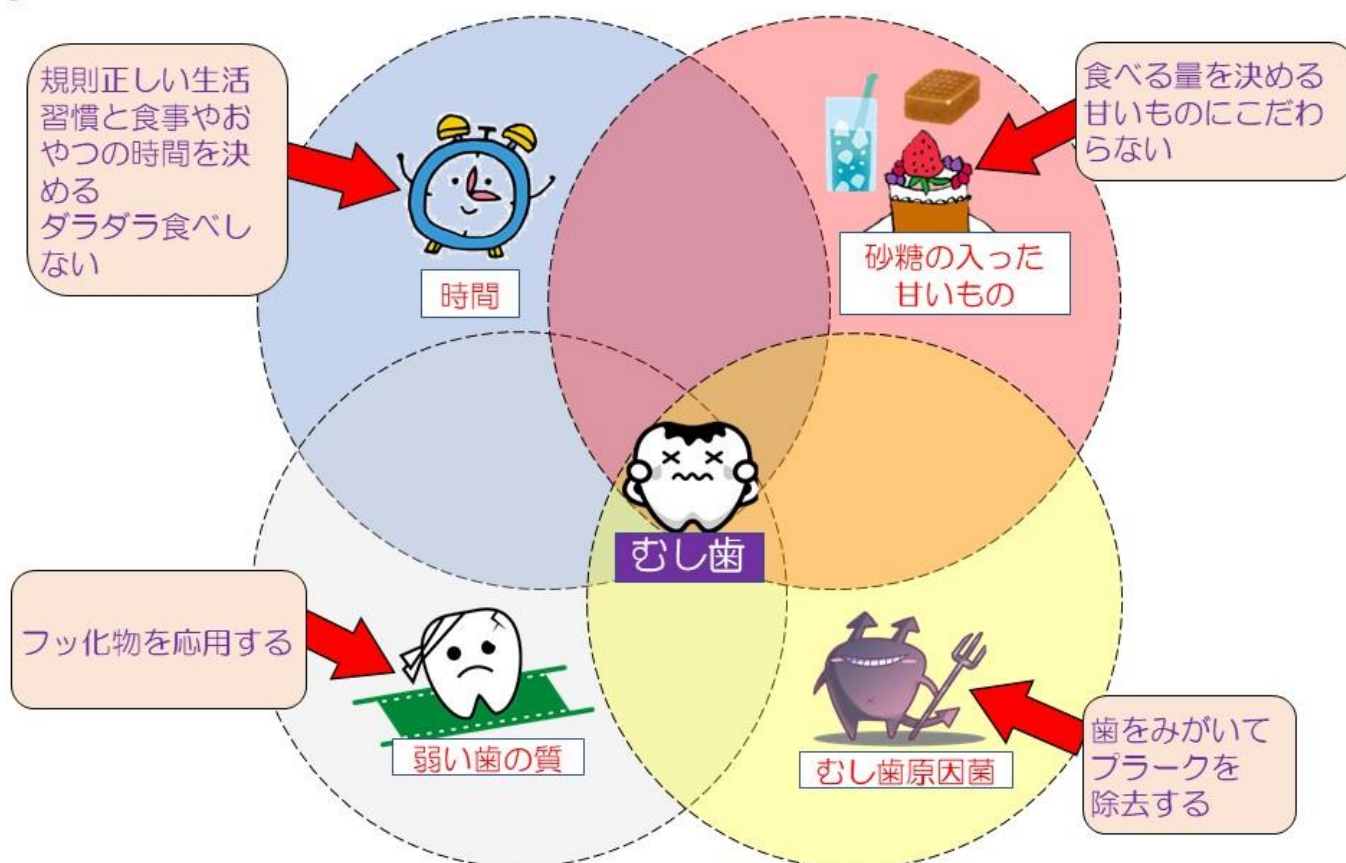 規則正しい生活
習慣と食事やお
やつの時間を決
める
ダラダラ食べし
ない
時間
食べる量を決める
甘いものにこだわ
らない
砂糖の入った
甘いもの
むし歯
フッ化物を応用する
弱い歯の質
むし歯原因菌
歯をみがいて
プラークを
除去する